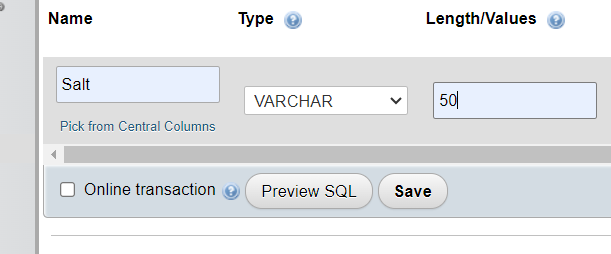 Name Type Length/Values
Salt VARCHAR 50
Pick from Central Columns
Online transaction Preview SQL Save